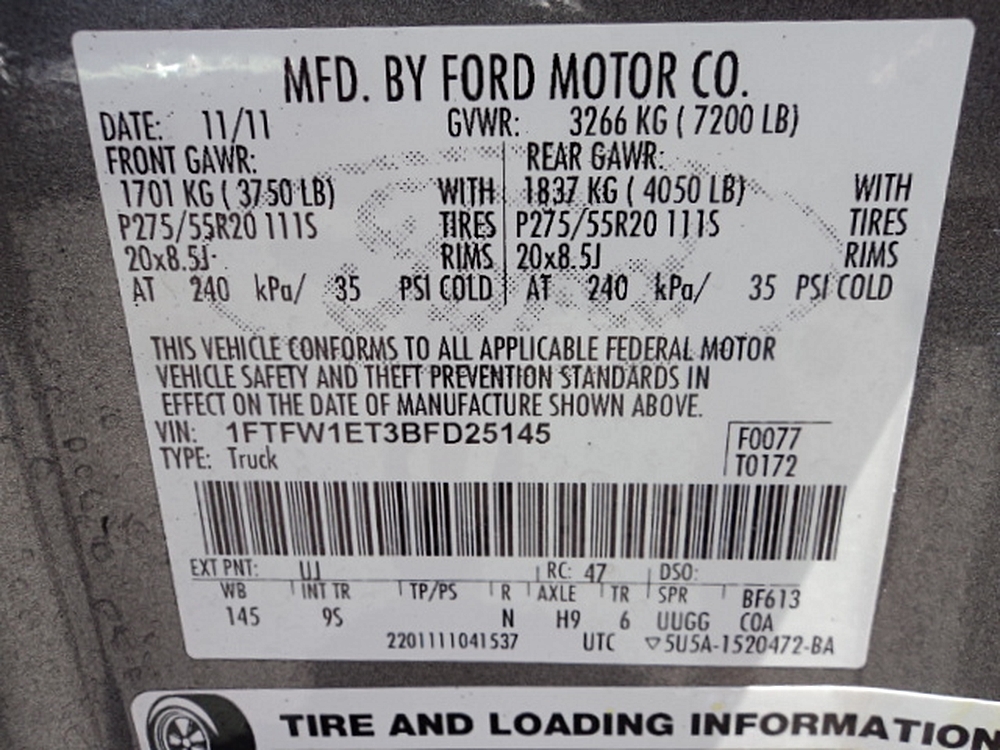 MFD. BY FORD MOTOR CO.
DATE: 11/11 GVWR: 3266 KG ( 7200 LB)
FRONT GAWR: REAR GAWR:
1701 KG ( 3750 LB) WITH 1837 KG ( 4050 LB) WITH
P275/55R20 111S TIRES P275/55R20 111S TIRES
20x8.5J RIMS 20x8.5J RIMS
AT 240 kPa/ 35 PSI COLD AT 240 kPa/ 35 PSI COLD
THIS VEHICLE CONFORMS TO ALL APPLICABLE FEDERAL MOTOR
VEHICLE SAFETY AND THEFT PREVENTION STANDARDS IN
EFFECT ON THE DATE OF MANUFACTURE SHOWN ABOVE.
VIN: 1FTFW1ET3BFD25145 F0077
TYPE: Truck T0172
EXT PNT: UJ RC: 47 DSO:
WB INT TR TP/PS R AXLE TR SPR BF613
145 9S N H9 6 UUGG COA
2201111041537 UTC ▽5U5A-1520472-BA
TIRE AND LOADING INFORMATION